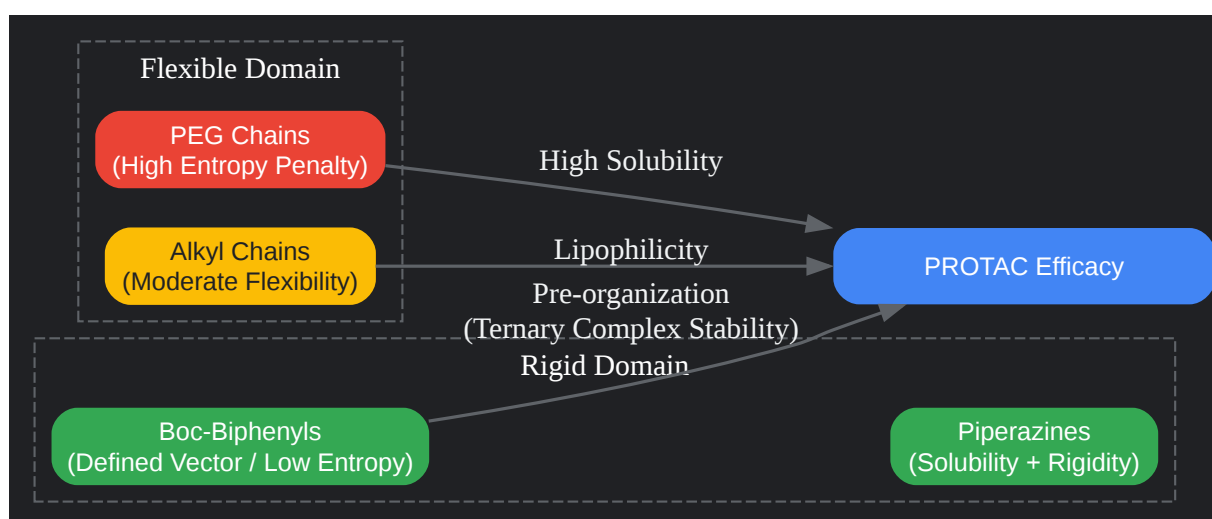 Flexible Domain
PEG Chains
(High Entropy Penalty)
High Solubility
Alkyl Chains
(Moderate Flexibility)
Lipophilicity
PROTAC Efficacy
Pre-organization
(Ternary Complex Stability)
Rigid Domain
Boc-Biphenyls
(Defined Vector / Low Entropy)
Piperazines
(Solubility + Rigidity)